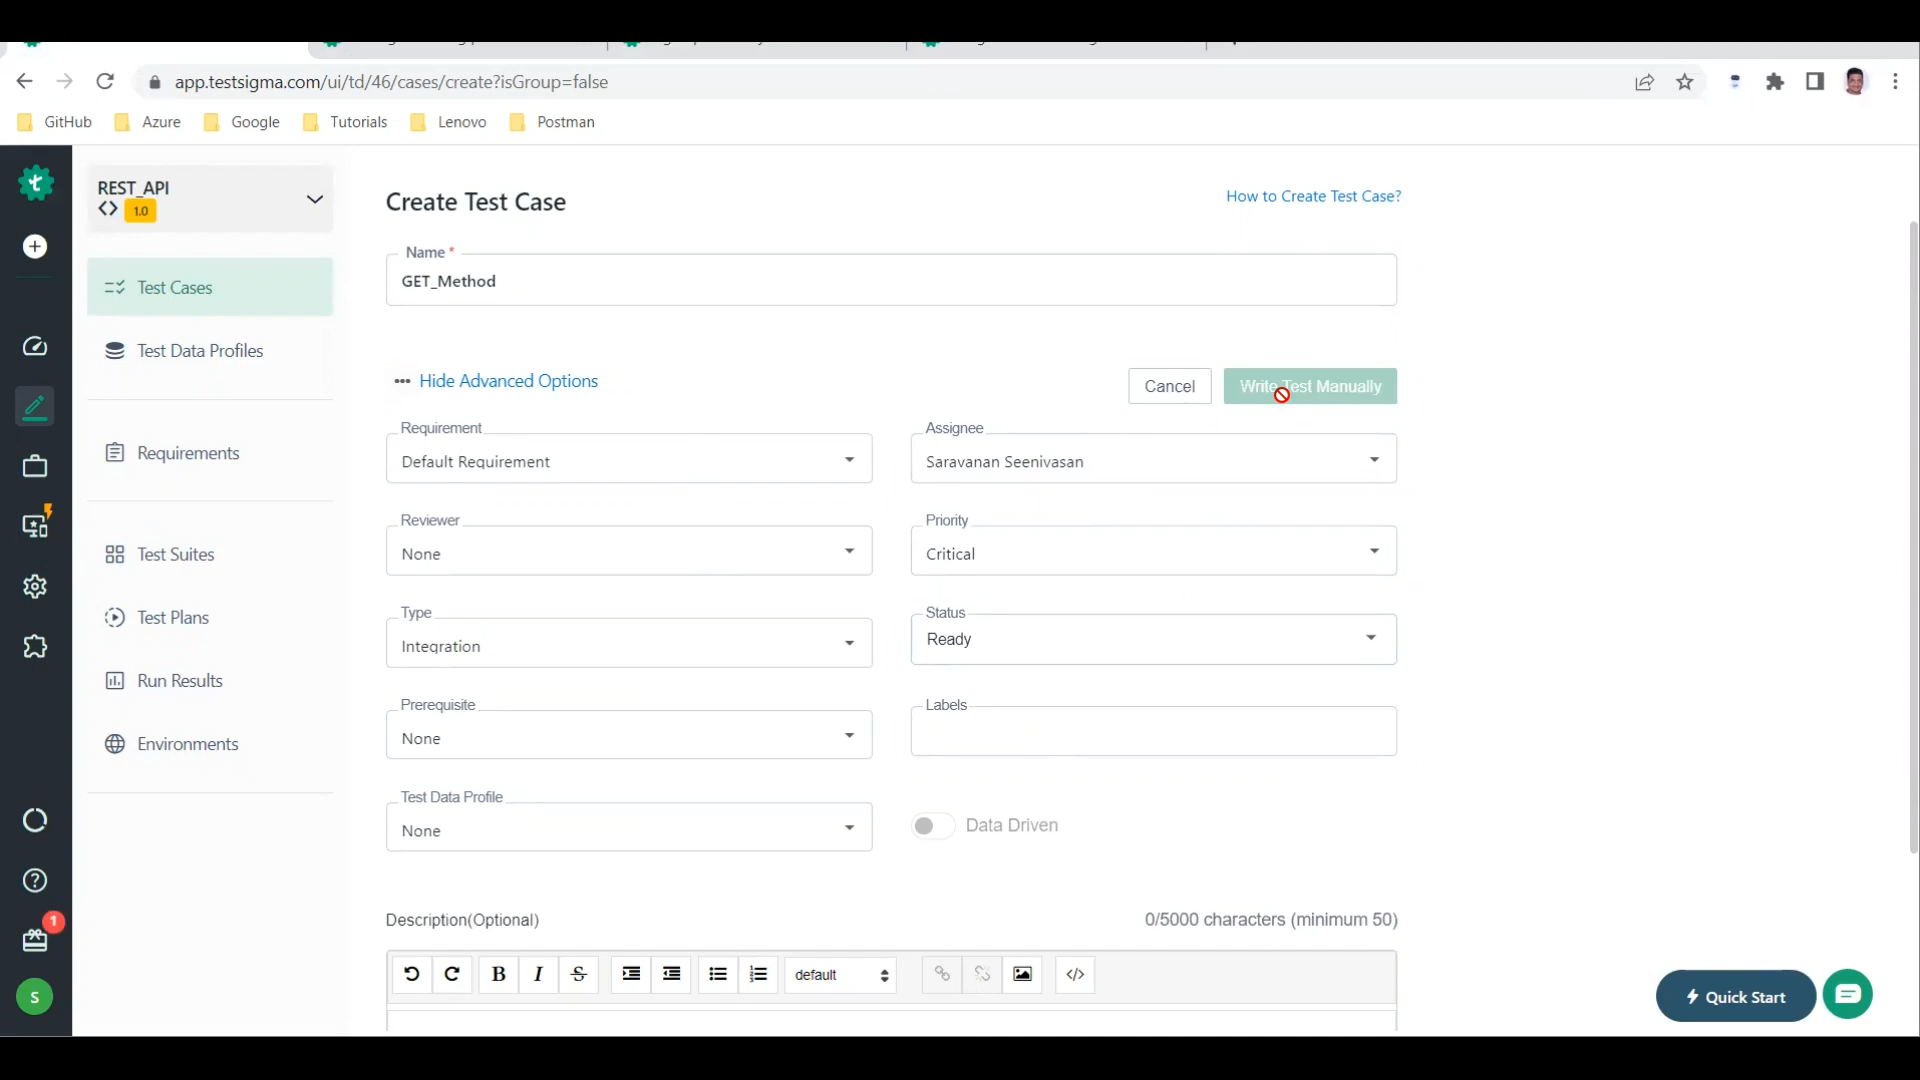 app.testsigma.com/ui/td/46/cases/create?isGroup=false
GitHub Azure Google Tutorials Lenovo Postman
REST_API
1.0
Test Cases
Test Data Profiles
Requirements
Test Suites
Test Plans
Run Results
Environments
1
S
Create Test Case
How to Create Test Case?
Name *
GET_Method
Hide Advanced Options
Cancel
Write Test Manually
Requirement
Default Requirement
Assignee
Saravanan Seenivasan
Reviewer
None
Priority
Critical
Type
Integration
Status
Ready
Prerequisite
None
Labels
Test Data Profile
None
Data Driven
Description(Optional)
0/5000 characters (minimum 50)
B I S default
Quick Start